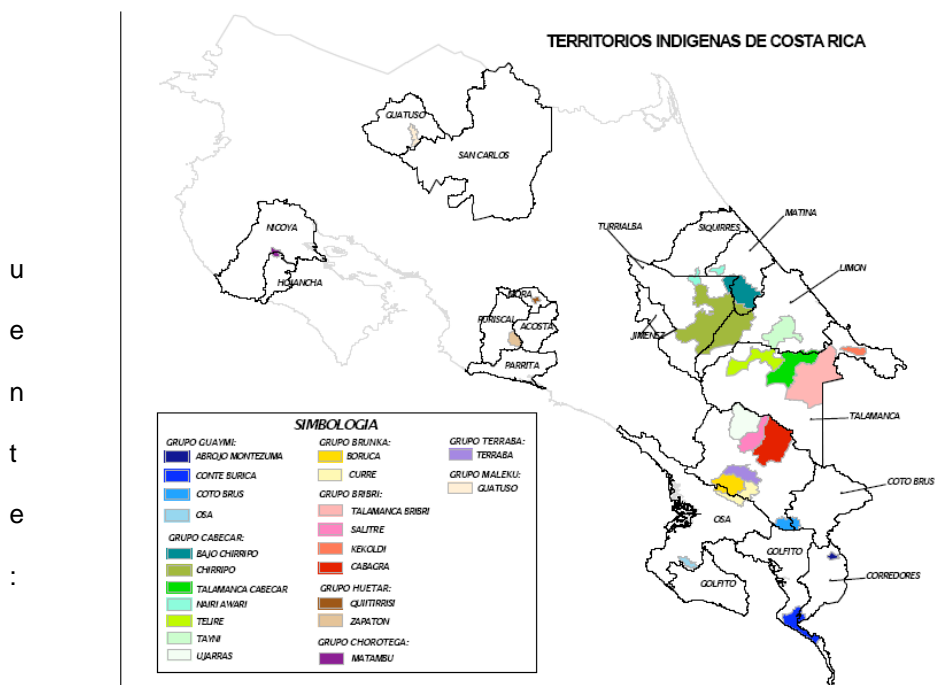 TERRITORIOS INDIGENAS DE COSTA RICA
GUATUSO
SAN CARLOS
NICOYA
HOJANCHA
MORA
PURISCAL
ACOSTA
PARRITA
TURRIALBA
SIQUIRRES
MATINA
LIMON
JIMENEZ
TALAMANCA
COTO BRUS
OSA
GOLFITO
GOLFITO
CORREDORES
u
e
n
t
e
:
SIMBOLOGIA
GRUPO GUAYMI:
ABROJO MONTEZUMA
CONTE BURICA
COTO BRUS
OSA
GRUPO CABECAR:
BAJO CHIRRIPO
CHIRRIPO
TALAMANCA CABECAR
NAIRI AWARI
TELIRE
TAYNI
UJARRAS
GRUPO BRUNKA:
BORUCA
CURRE
GRUPO BRIBRI:
TALAMANCA BRIBRI
SALITRE
KEKOLDI
CABAGRA
GRUPO HUETAR:
QUITIRRISI
ZAPATON
GRUPO CHOROTEGA:
MATAMBU
GRUPO TERRABA:
TERRABA
GRUPO MALEKU:
GUATUSO